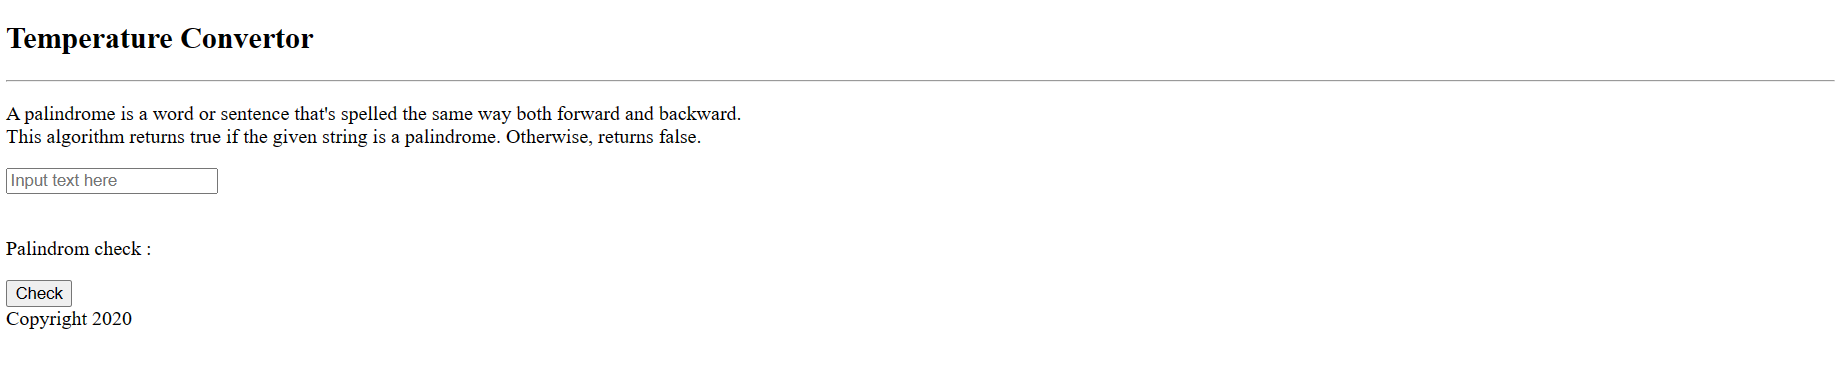 Temperature Convertor
A palindrome is a word or sentence that's spelled the same way both forward and backward.
This algorithm returns true if the given string is a palindrome. Otherwise, returns false.
Input text here
Palindrom check :
Check
Copyright 2020